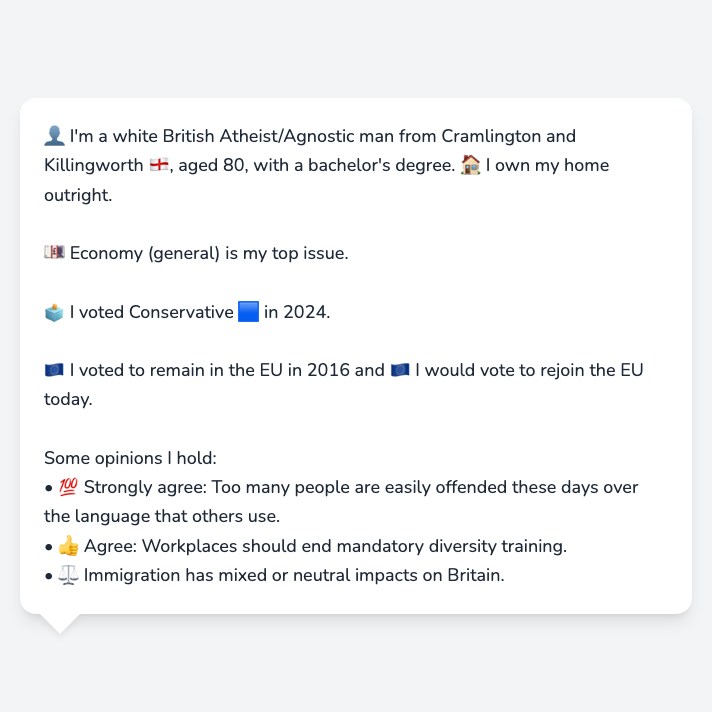 👤 I'm a white British Atheist/Agnostic man from Cramlington and
Killingworth 🏴󠁧󠁢󠁥󠁮󠁧󠁿, aged 80, with a bachelor's degree. 🏠 I own my home
outright.
💷 Economy (general) is my top issue.
🗳️ I voted Conservative 🟦 in 2024.
🇪🇺 I voted to remain in the EU in 2016 and 🇪🇺 I would vote to rejoin the EU
today.
Some opinions I hold:
• 💯 Strongly agree: Too many people are easily offended these days over
the language that others use.
• 👍 Agree: Workplaces should end mandatory diversity training.
• ⚖️ Immigration has mixed or neutral impacts on Britain.